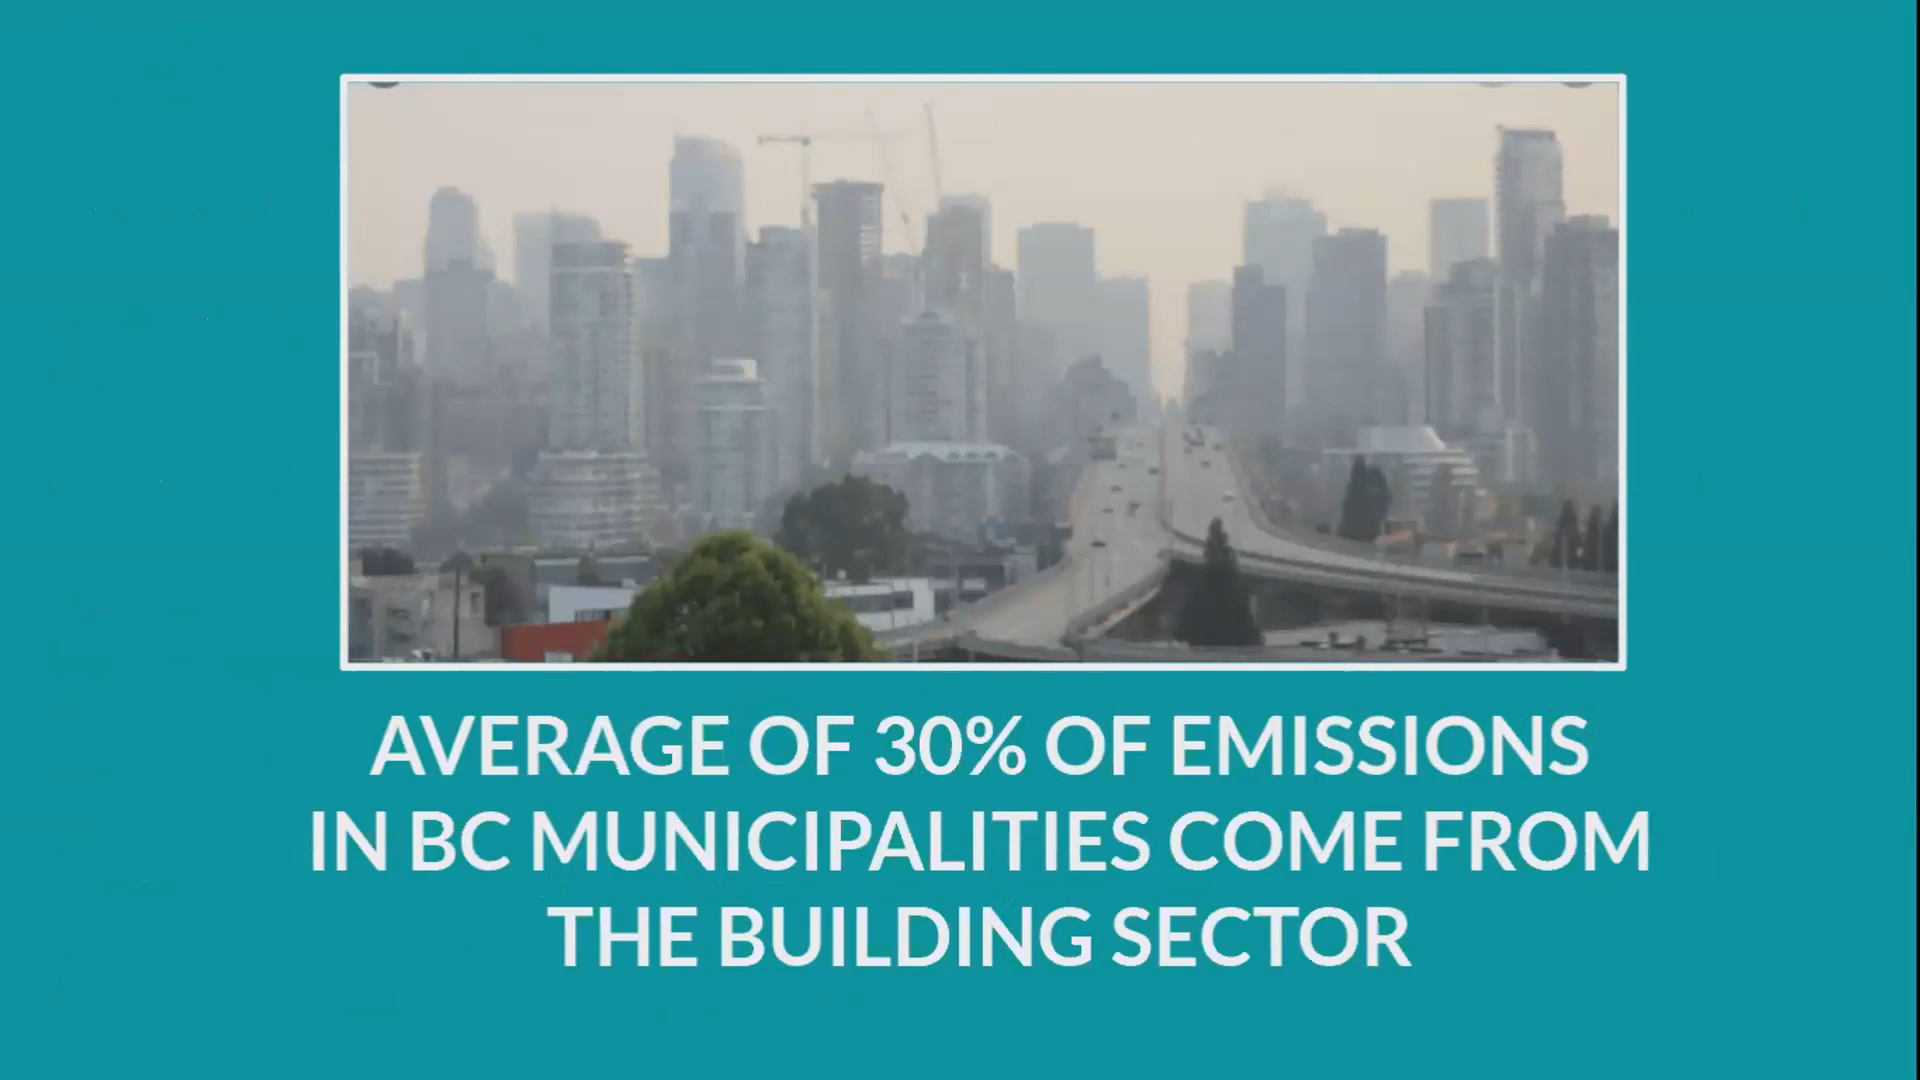 AVERAGE OF 30% OF EMISSIONS
IN BC MUNICIPALITIES COME FROM
THE BUILDING SECTOR